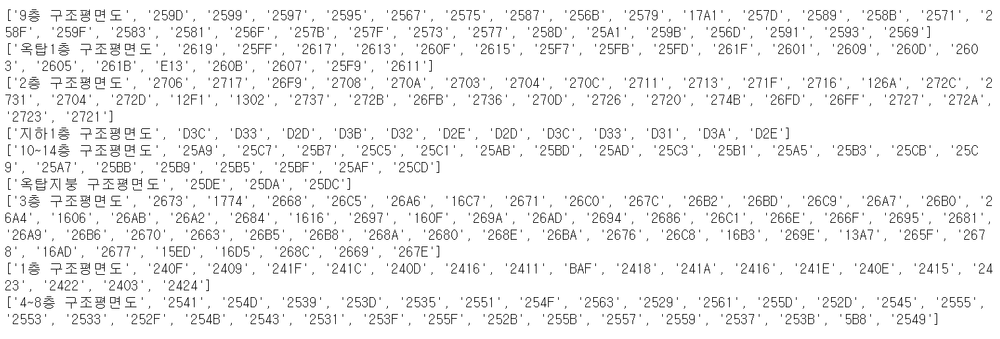 ['9층 구조평면도', '259D', '2599', '2597', '2595', '2567', '2575', '2587', '256B', '2579', '17A1', '257D', '2589', '258B', '2571', '2
58F', '259F', '2583', '2581', '256F', '257B', '257F', '2573', '2577', '258D', '25A1', '259B', '256D', '2591', '2593', '2569']
['옥탑1층 구조평면도', '2619', '25FF', '2617', '2613', '260F', '2615', '25F7', '25FB', '25FD', '261F', '2601', '2609', '260D', '260
3', '2605', '261B', 'E13', '260B', '2607', '25F9', '2611']
['2층 구조평면도', '2706', '2717', '26F9', '2708', '270A', '2703', '2704', '270C', '2711', '2713', '271F', '2716', '126A', '272C', '2
731', '2704', '272D', '12F1', '1302', '2737', '272B', '26FB', '2736', '270D', '2726', '2720', '274B', '26FD', '26FF', '2727', '272A',
'2723', '2721']
['지하1층 구조평면도', 'D3C', 'D33', 'D2D', 'D3B', 'D32', 'D2E', 'D2D', 'D3C', 'D33', 'D31', 'D3A', 'D2E']
['10~14층 구조평면도', '25A9', '25C7', '25B7', '25C5', '25C1', '25AB', '25BD', '25AD', '25C3', '25B1', '25A5', '25B3', '25CB', '25C
9', '25A7', '25BB', '25B9', '25B5', '25BF', '25AF', '25CD']
['옥탑지붕 구조평면도', '25DE', '25DA', '25DC']
['3층 구조평면도', '2673', '1774', '2668', '26C5', '26A6', '16C7', '2671', '26C0', '267C', '26B2', '26BD', '26C9', '26A7', '26B0', '2
6A4', '1606', '26AB', '26A2', '2684', '1616', '2697', '160F', '269A', '26AD', '2694', '2686', '26C1', '266E', '266F', '2695', '2681',
'26A9', '26B6', '2670', '2663', '26B5', '26B8', '268A', '2680', '268E', '26BA', '2676', '26C8', '16B3', '269E', '13A7', '265F', '267
8', '16AD', '2677', '15ED', '16D5', '268C', '2669', '267E']
['1층 구조평면도', '240F', '2409', '241F', '241C', '240D', '2416', '2411', 'BAF', '2418', '241A', '2416', '241E', '240E', '2415', '24
23', '2422', '2403', '2424']
['4~8층 구조평면도', '2541', '254D', '2539', '253D', '2535', '2551', '254F', '2563', '2529', '2561', '255D', '252D', '2545', '2555',
'2553', '2533', '252F', '254B', '2543', '2531', '253F', '255F', '252B', '255B', '2557', '2559', '2537', '253B', '5B8', '2549']